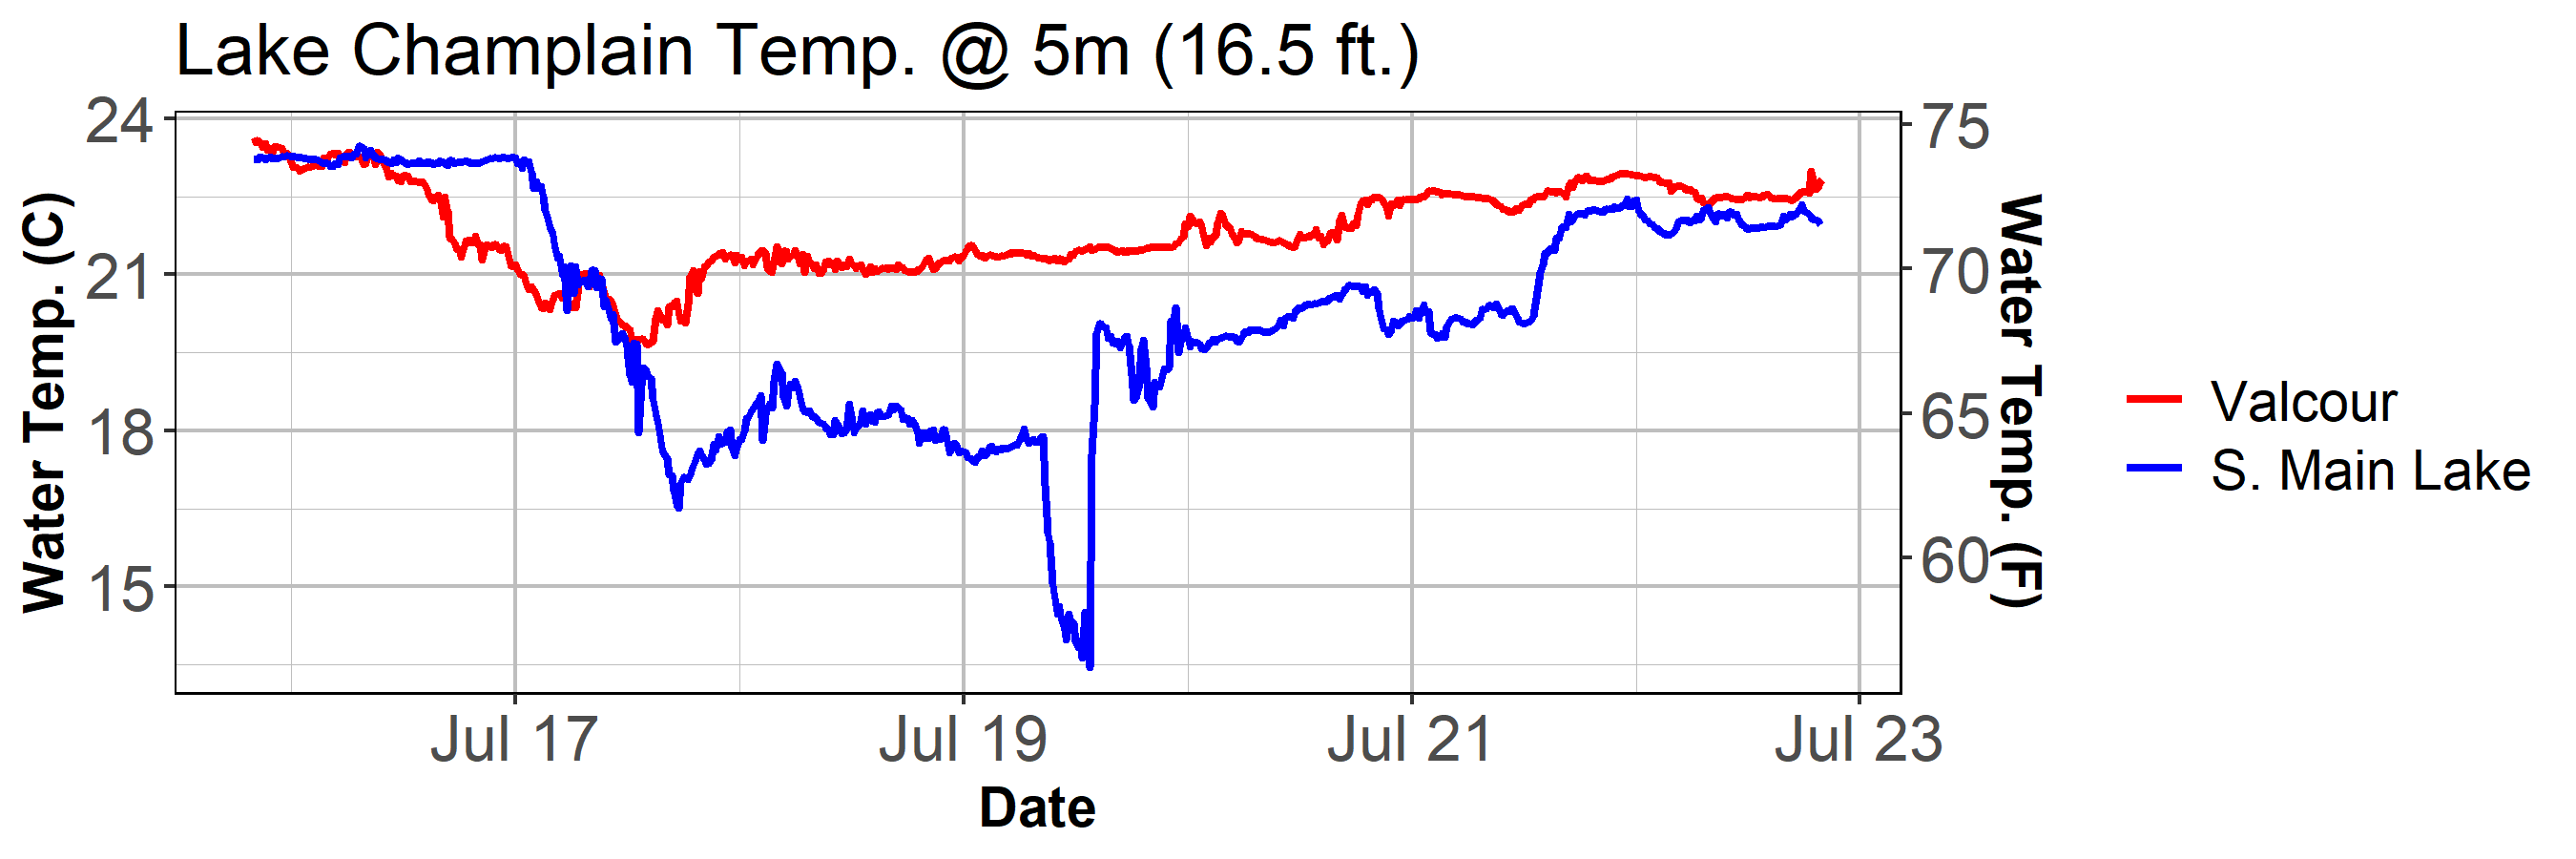 Lake Champlain Temp. @ 5m (16.5 ft.)
Water Temp. (C)
24
21
18
15
75
70
65
60
Water Temp. (F)
Jul 17
Jul 19
Jul 21
Jul 23
Date
Valcour
S. Main Lake